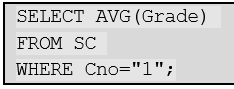 SELECT AVG(Grade)
FROM SC
WHERE Cno="1";